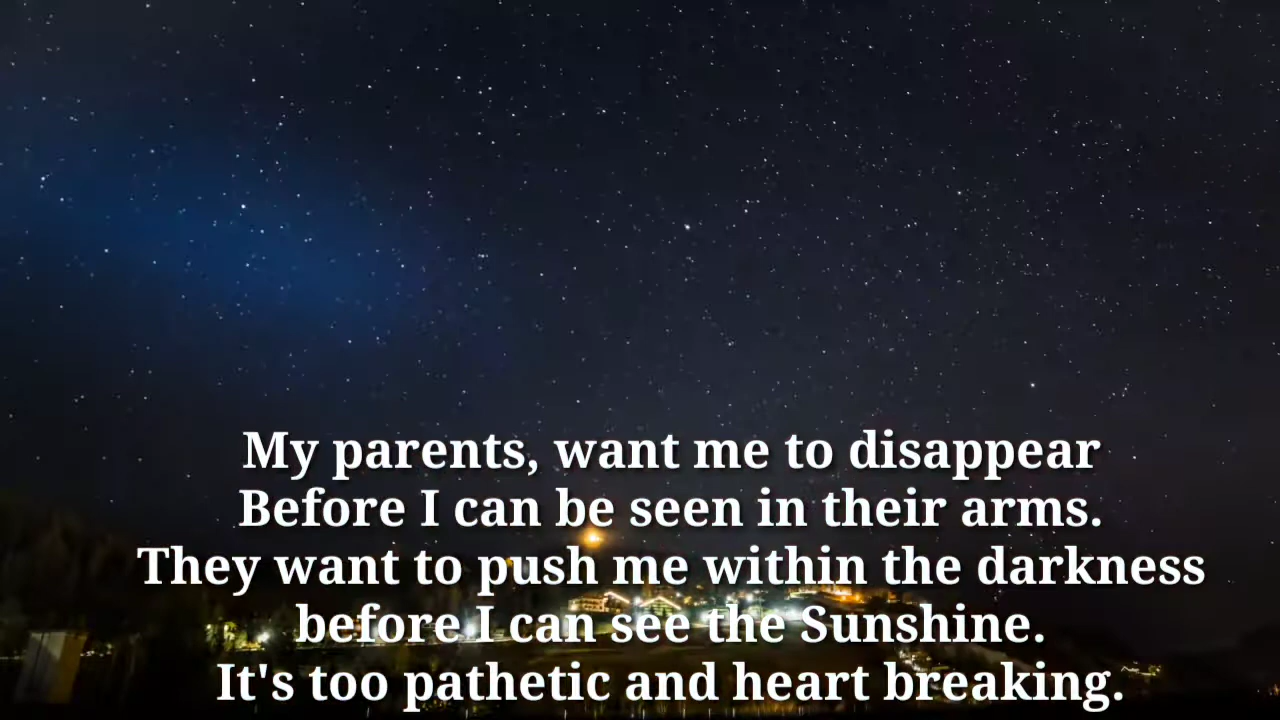 My parents, want me to disappear
Before I can be seen in their arms.
They want to push me within the darkness
before I can see the Sunshine.
It's too pathetic and heart breaking.